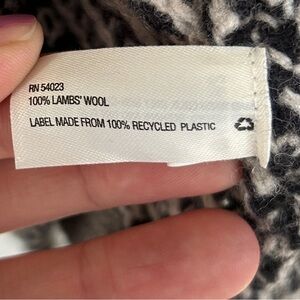 RN 54023
100% LAMBS' WOOL
LABEL MADE FROM 100% RECYCLED PLASTIC